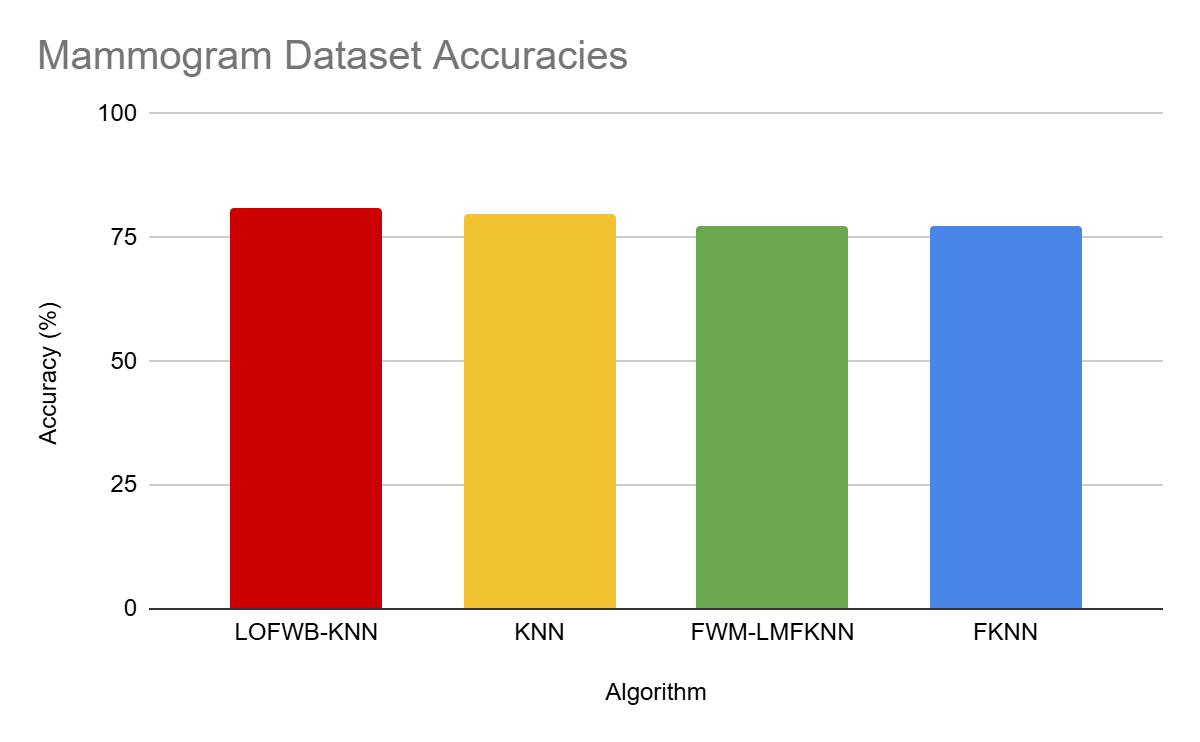 Mammogram Dataset Accuracies
100
75
50
25
0
Accuracy (%)
LOFWB-KNN KNN FWM-LMFKNN FKNN
Algorithm